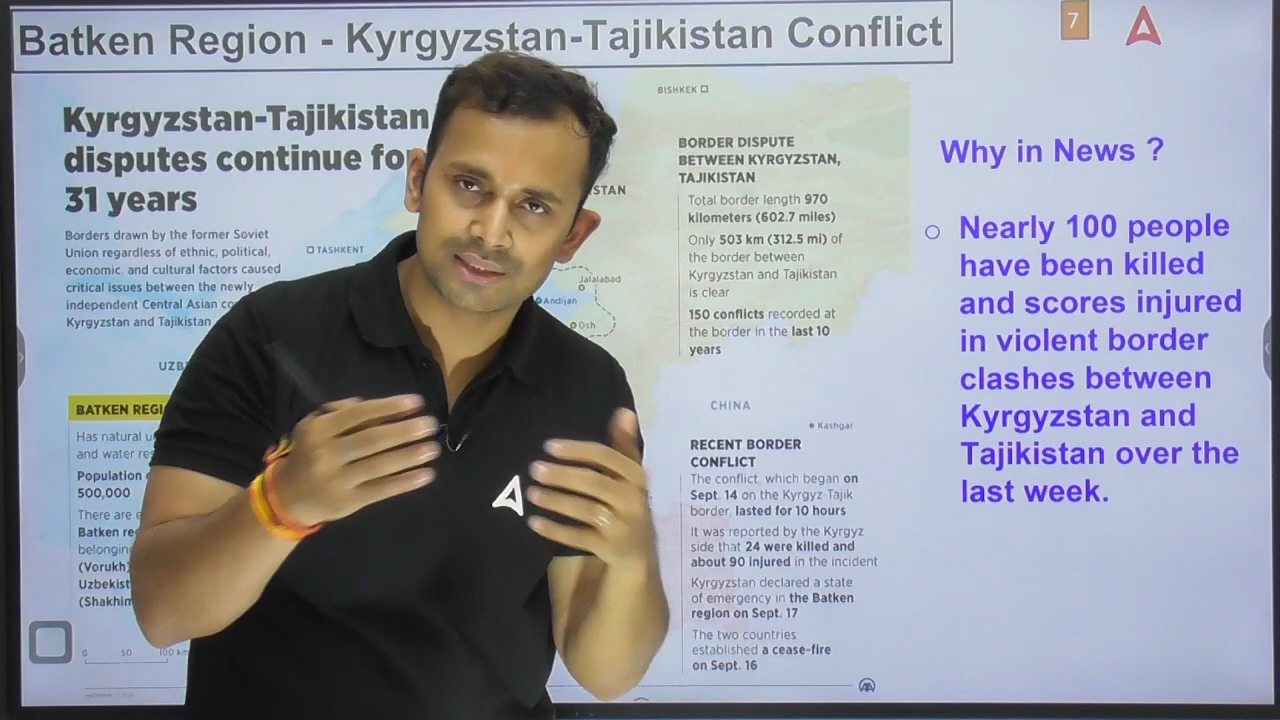 Batken Region - Kyrgyzstan-Tajikistan Conflict
7
Kyrgyzstan-Tajikistan
disputes continue for
31 years
Borders drawn by the former Soviet
Union regardless of ethnic, political,
economic, and cultural factors caused
critical issues between the newly
independent Central Asian
Kyrgyzstan and Tajikistan
BISHKEK
TASHKENT
Jalalabad
Andijan
Osh
BATKEN
Has natural
and water
Population
500,000
There are
Batken
belonging
(Vorukh)
0 50 100 km
BORDER DISPUTE
BETWEEN KYRGYZSTAN,
TAJIKISTAN
Total border length 970
kilometers (602.7 miles)
Only 503 km (312.5 mi) of
the border between
Kyrgyzstan and Tajikistan
is clear
150 conflicts recorded at
the border in the last 10
years
CHINA
Kashgar
RECENT BORDER
CONFLICT
The conflict, which began on
Sept. 14 on the Kyrgyz-Tajik
border, lasted for 10 hours
It was reported by the Kyrgyz
side that 24 were killed and
about 90 injured in the incident
Kyrgyzstan declared a state
of emergency in the Batken
region on Sept. 17
The two countries
established a cease-fire
on Sept. 16
Why in News ?
Nearly 100 people
have been killed
and scores injured
in violent border
clashes between
Kyrgyzstan and
Tajikistan over the
last week.